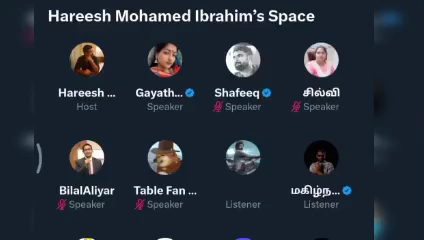 Hareesh Mohamed Ibrahim's Space
Hareesh ... Gayath... Shafeeq சில்வி
Host Speaker Speaker Speaker
BilalAliyar Table Fan ... மகிழ்ந...
Speaker Speaker Listener Listener